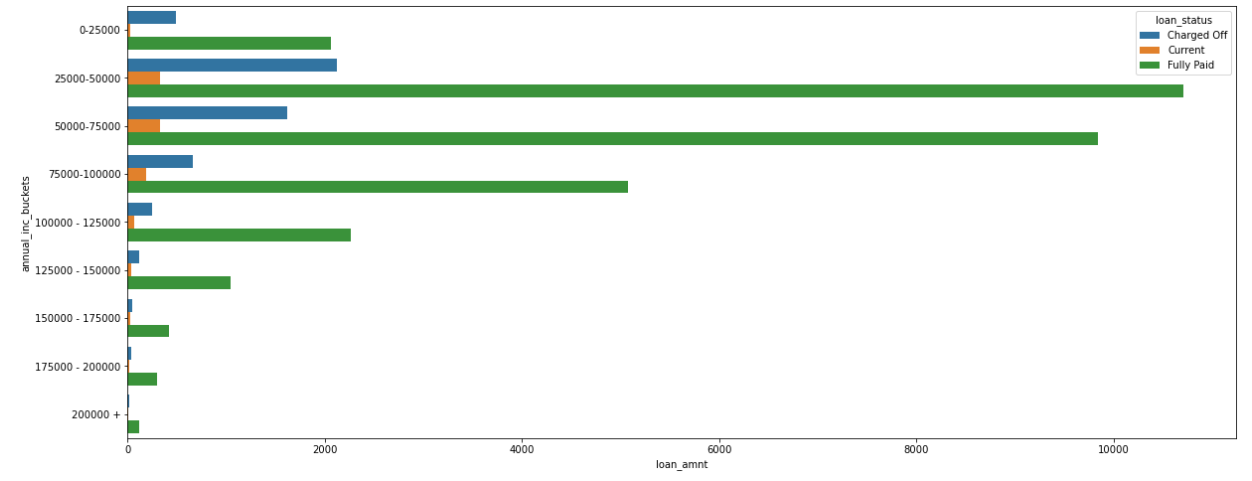 loan_status
Charged Off
Current
Fully Paid
annual_inc_buckets
0-25000
25000-50000
50000-75000
75000-100000
100000 - 125000
125000 - 150000
150000 - 175000
175000 - 200000
200000 +
0 2000 4000 6000 8000 10000
loan_amnt